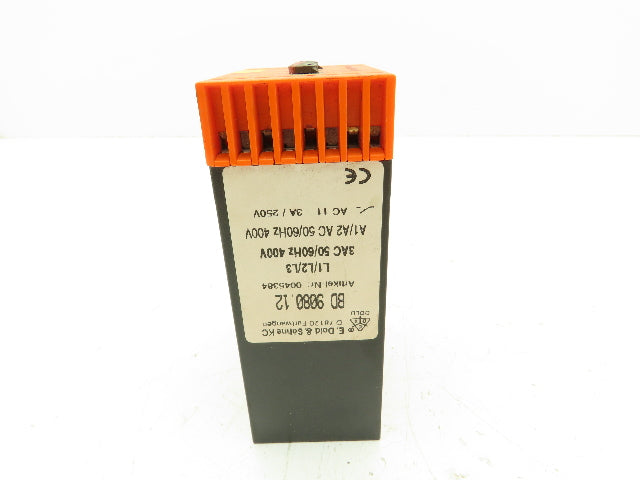 E. Dold & Söhne KG
D 78120 Furtwangen
DOLD
BD 9080.12
Artikel Nr: 0045384
L1/L2/L3
3AC 50/60Hz 400V
A1/A2 AC 50/60Hz 400V
AC 11 3A / 250V
CE